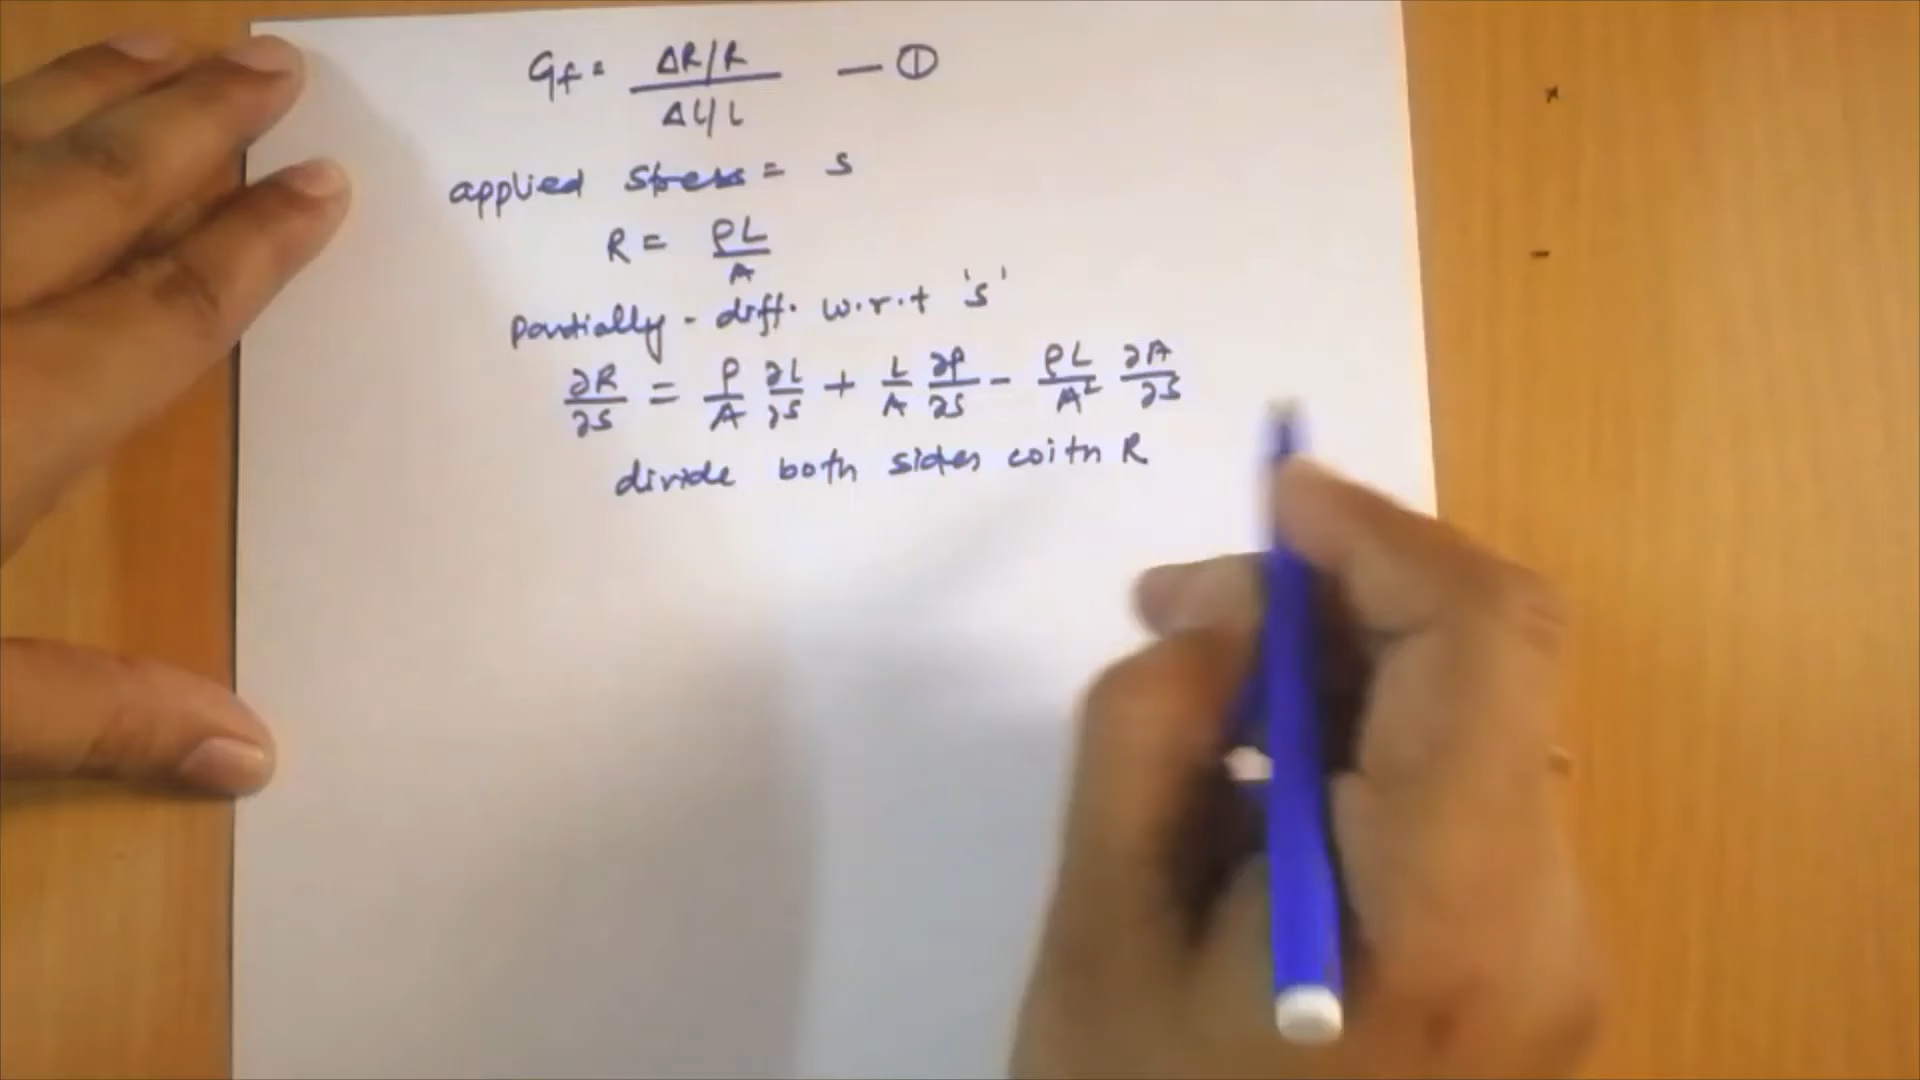 Gf = ΔR/R / ΔL/L — ①
applied stress = s
R = ρL/A
Partially - diff. w.r.t 's'
∂R/∂s = ρ/A ∂L/∂s + L/A ∂ρ/∂s - ρL/A² ∂A/∂s
divide both sides with R